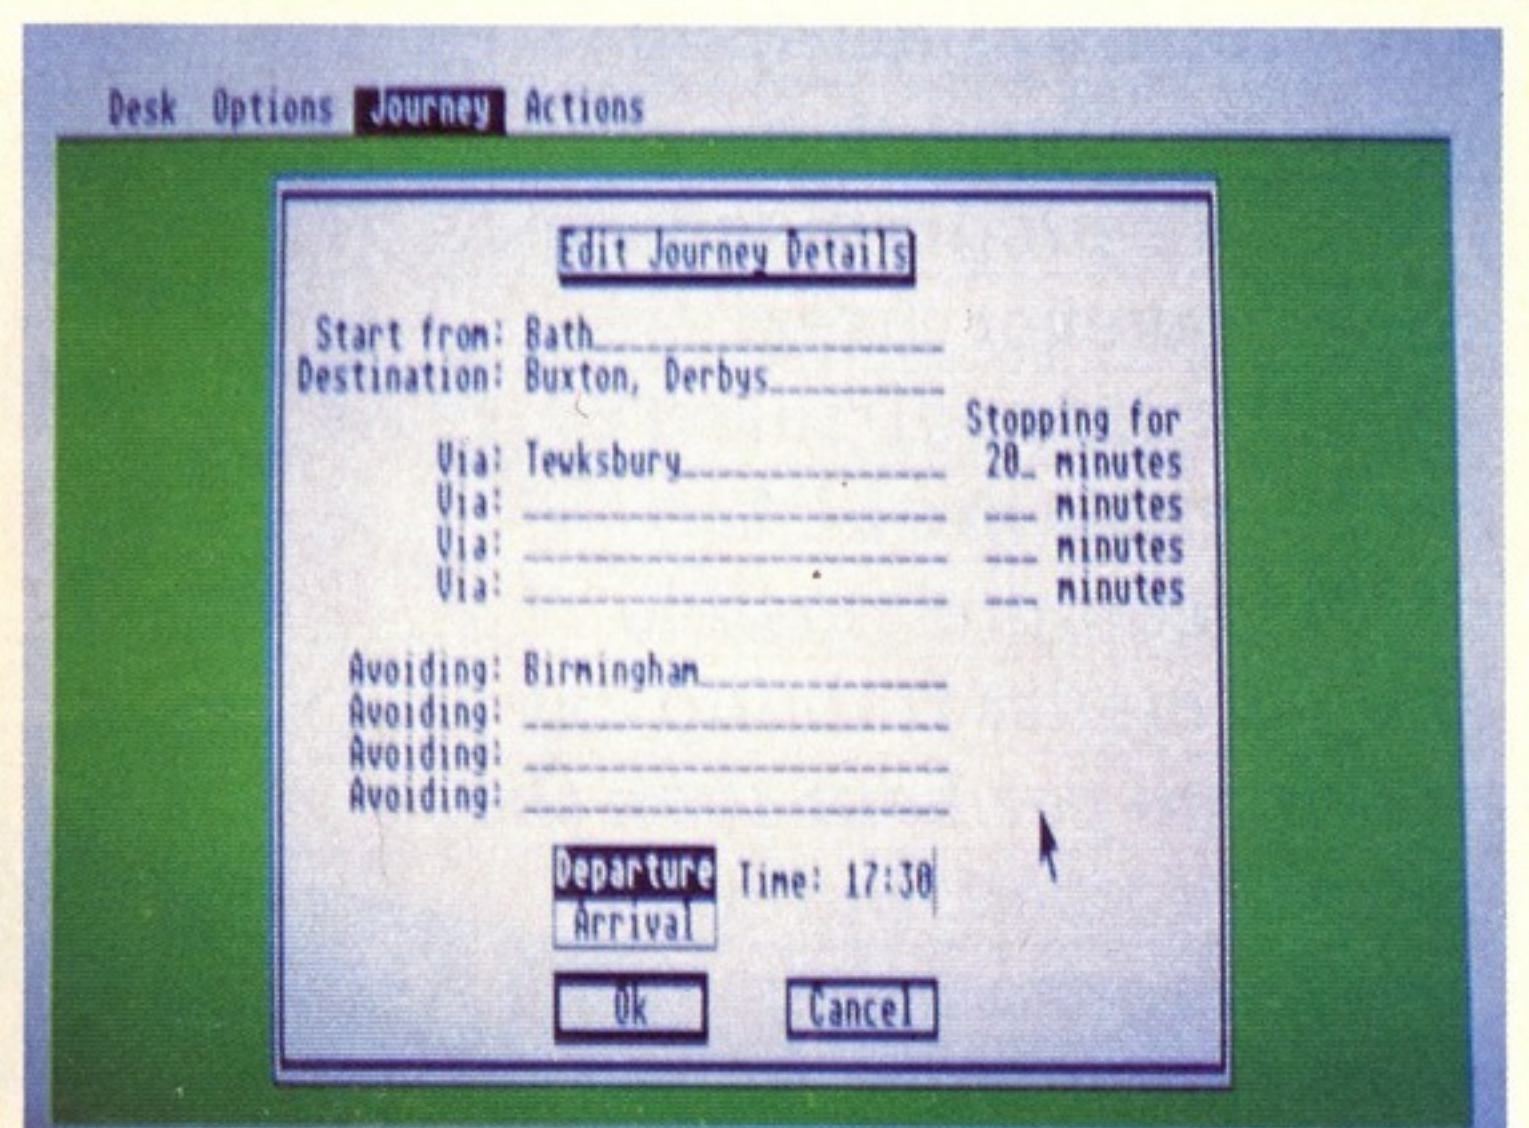 Desk Options Journey Actions
Edit Journey Details
Start from: Bath
Destination: Buxton, Derbys
Stopping for
Via: Tewksbury 20 minutes
Via: minutes
Via: minutes
Via: minutes
Avoiding: Birmingham
Avoiding:
Avoiding:
Avoiding:
Departure Time: 17:30
Arrival
Ok Cancel